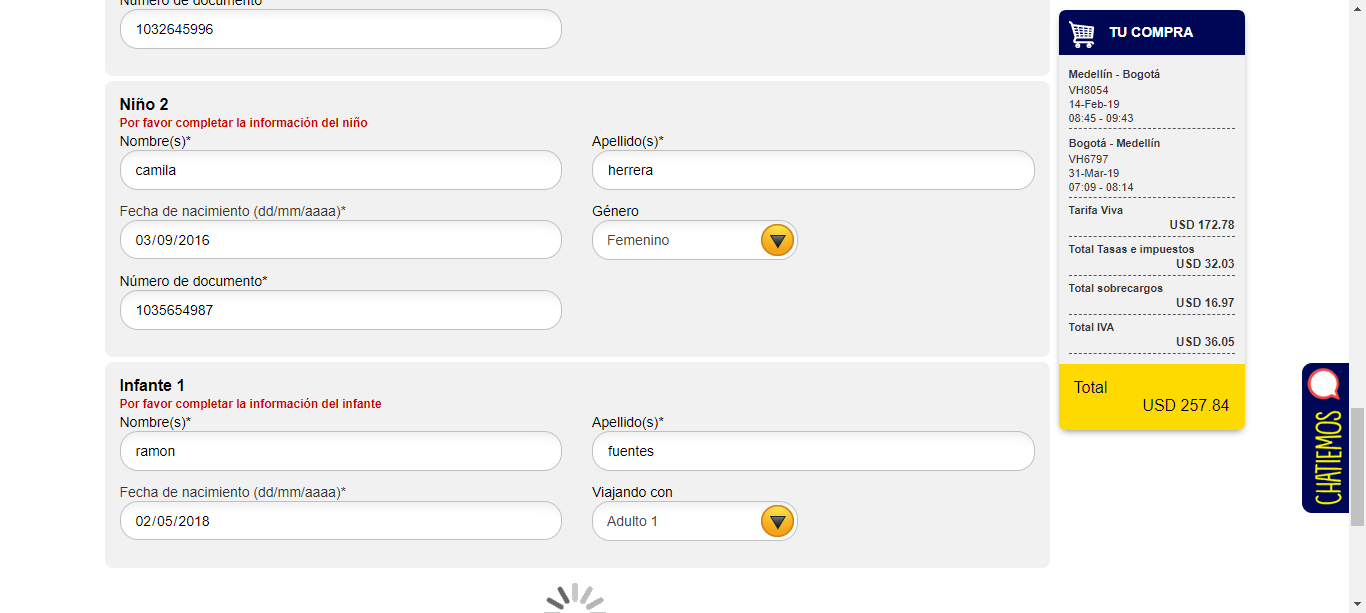 Número de documento
1032645996
Niño 2
Por favor completar la información del niño
Nombre(s)*
Apellido(s)*
camila
herrera
Fecha de nacimiento (dd/mm/aaaa)*
Género
03/09/2016
Femenino
Número de documento*
1035654987
Infante 1
Por favor completar la información del infante
Nombre(s)*
Apellido(s)*
ramon
fuentes
Fecha de nacimiento (dd/mm/aaaa)*
Viajando con
02/05/2018
Adulto 1
TU COMPRA
Medellín - Bogotá
VH8054
14-Feb-19
08:45 - 09:43
Bogotá - Medellín
VH6797
31-Mar-19
07:09 - 08:14
Tarifa Viva
USD 172.78
Total Tasas e impuestos
USD 32.03
Total sobrecargos
USD 16.97
Total IVA
USD 36.05
Total
USD 257.84
CHATIEMOS